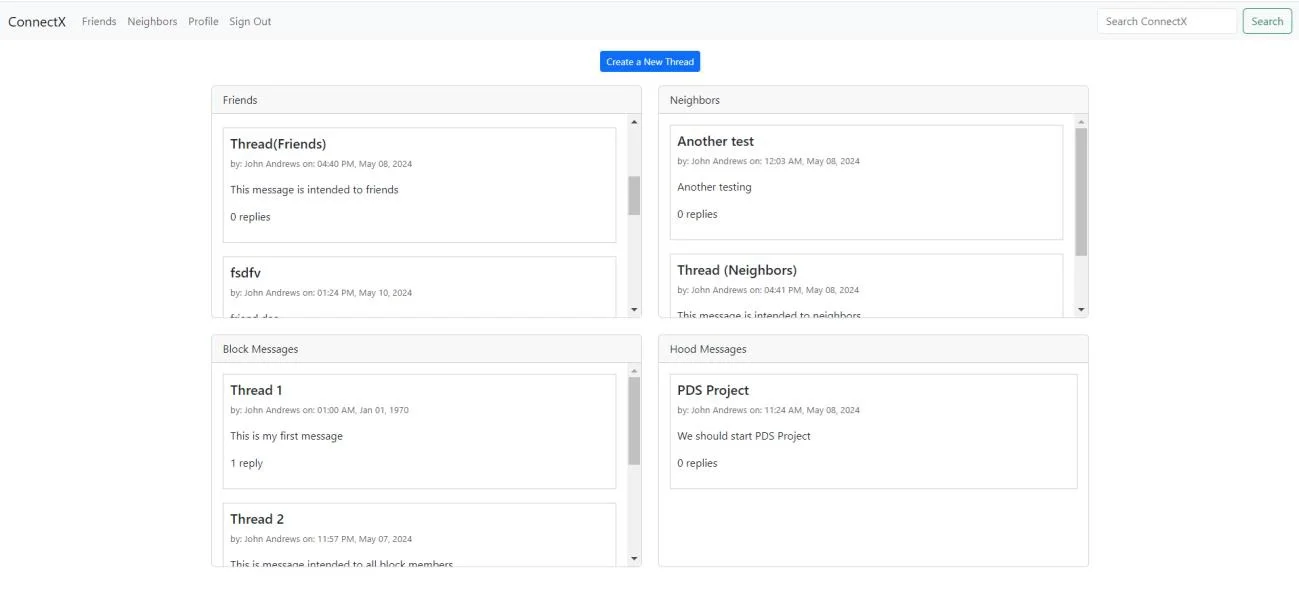 ConnectX Friends Neighbors Profile Sign Out Search ConnectX Search
Create a New Thread
Friends
Thread(Friends)
by: John Andrews on: 04:40 PM, May 08, 2024
This message is intended to friends
0 replies
fsdfv
by: John Andrews on: 01:24 PM, May 10, 2024
Neighbors
Another test
by: John Andrews on: 12:03 AM, May 08, 2024
Another testing
0 replies
Thread (Neighbors)
by: John Andrews on: 04:41 PM, May 08, 2024
This message is intended to neighbors
Block Messages
Thread 1
by: John Andrews on: 01:00 AM, Jan 01, 1970
This is my first message
1 reply
Thread 2
by: John Andrews on: 11:57 PM, May 07, 2024
This is message intended to all block members
Hood Messages
PDS Project
by: John Andrews on: 11:24 AM, May 08, 2024
We should start PDS Project
0 replies